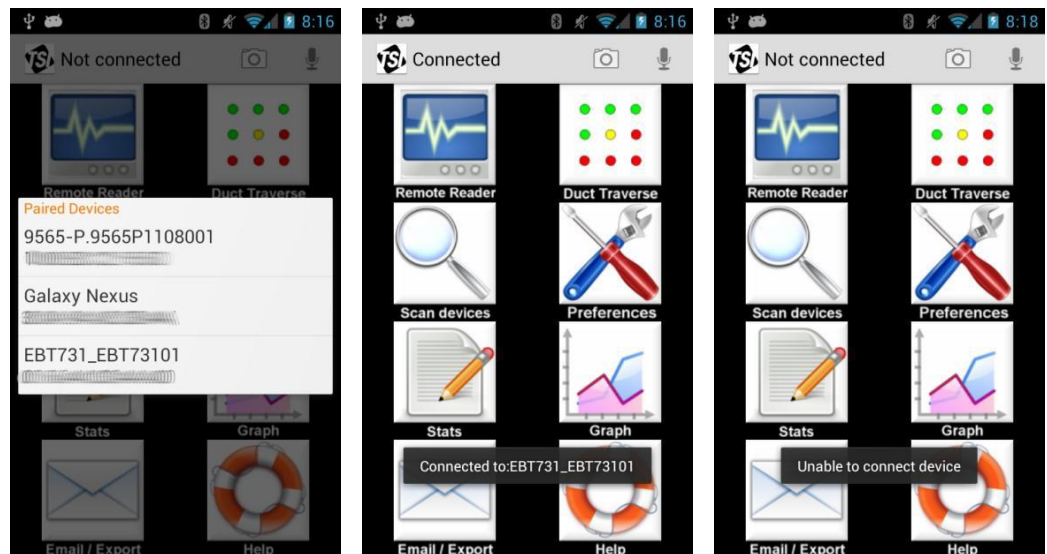 8:16
TSI Not connected
Remote Reader Duct Traverse
Paired Devices
9565-P.9565P1108001
Galaxy Nexus
EBT731_EBT73101
Stats Graph
Email / Export Help
8:16
TSI Connected
Remote Reader Duct Traverse
Scan devices Preferences
Stats Graph
Connected to:EBT731_EBT73101
Email / Export Help
8:18
TSI Not connected
Remote Reader Duct Traverse
Scan devices Preferences
Stats Graph
Unable to connect device
Email / Export Help